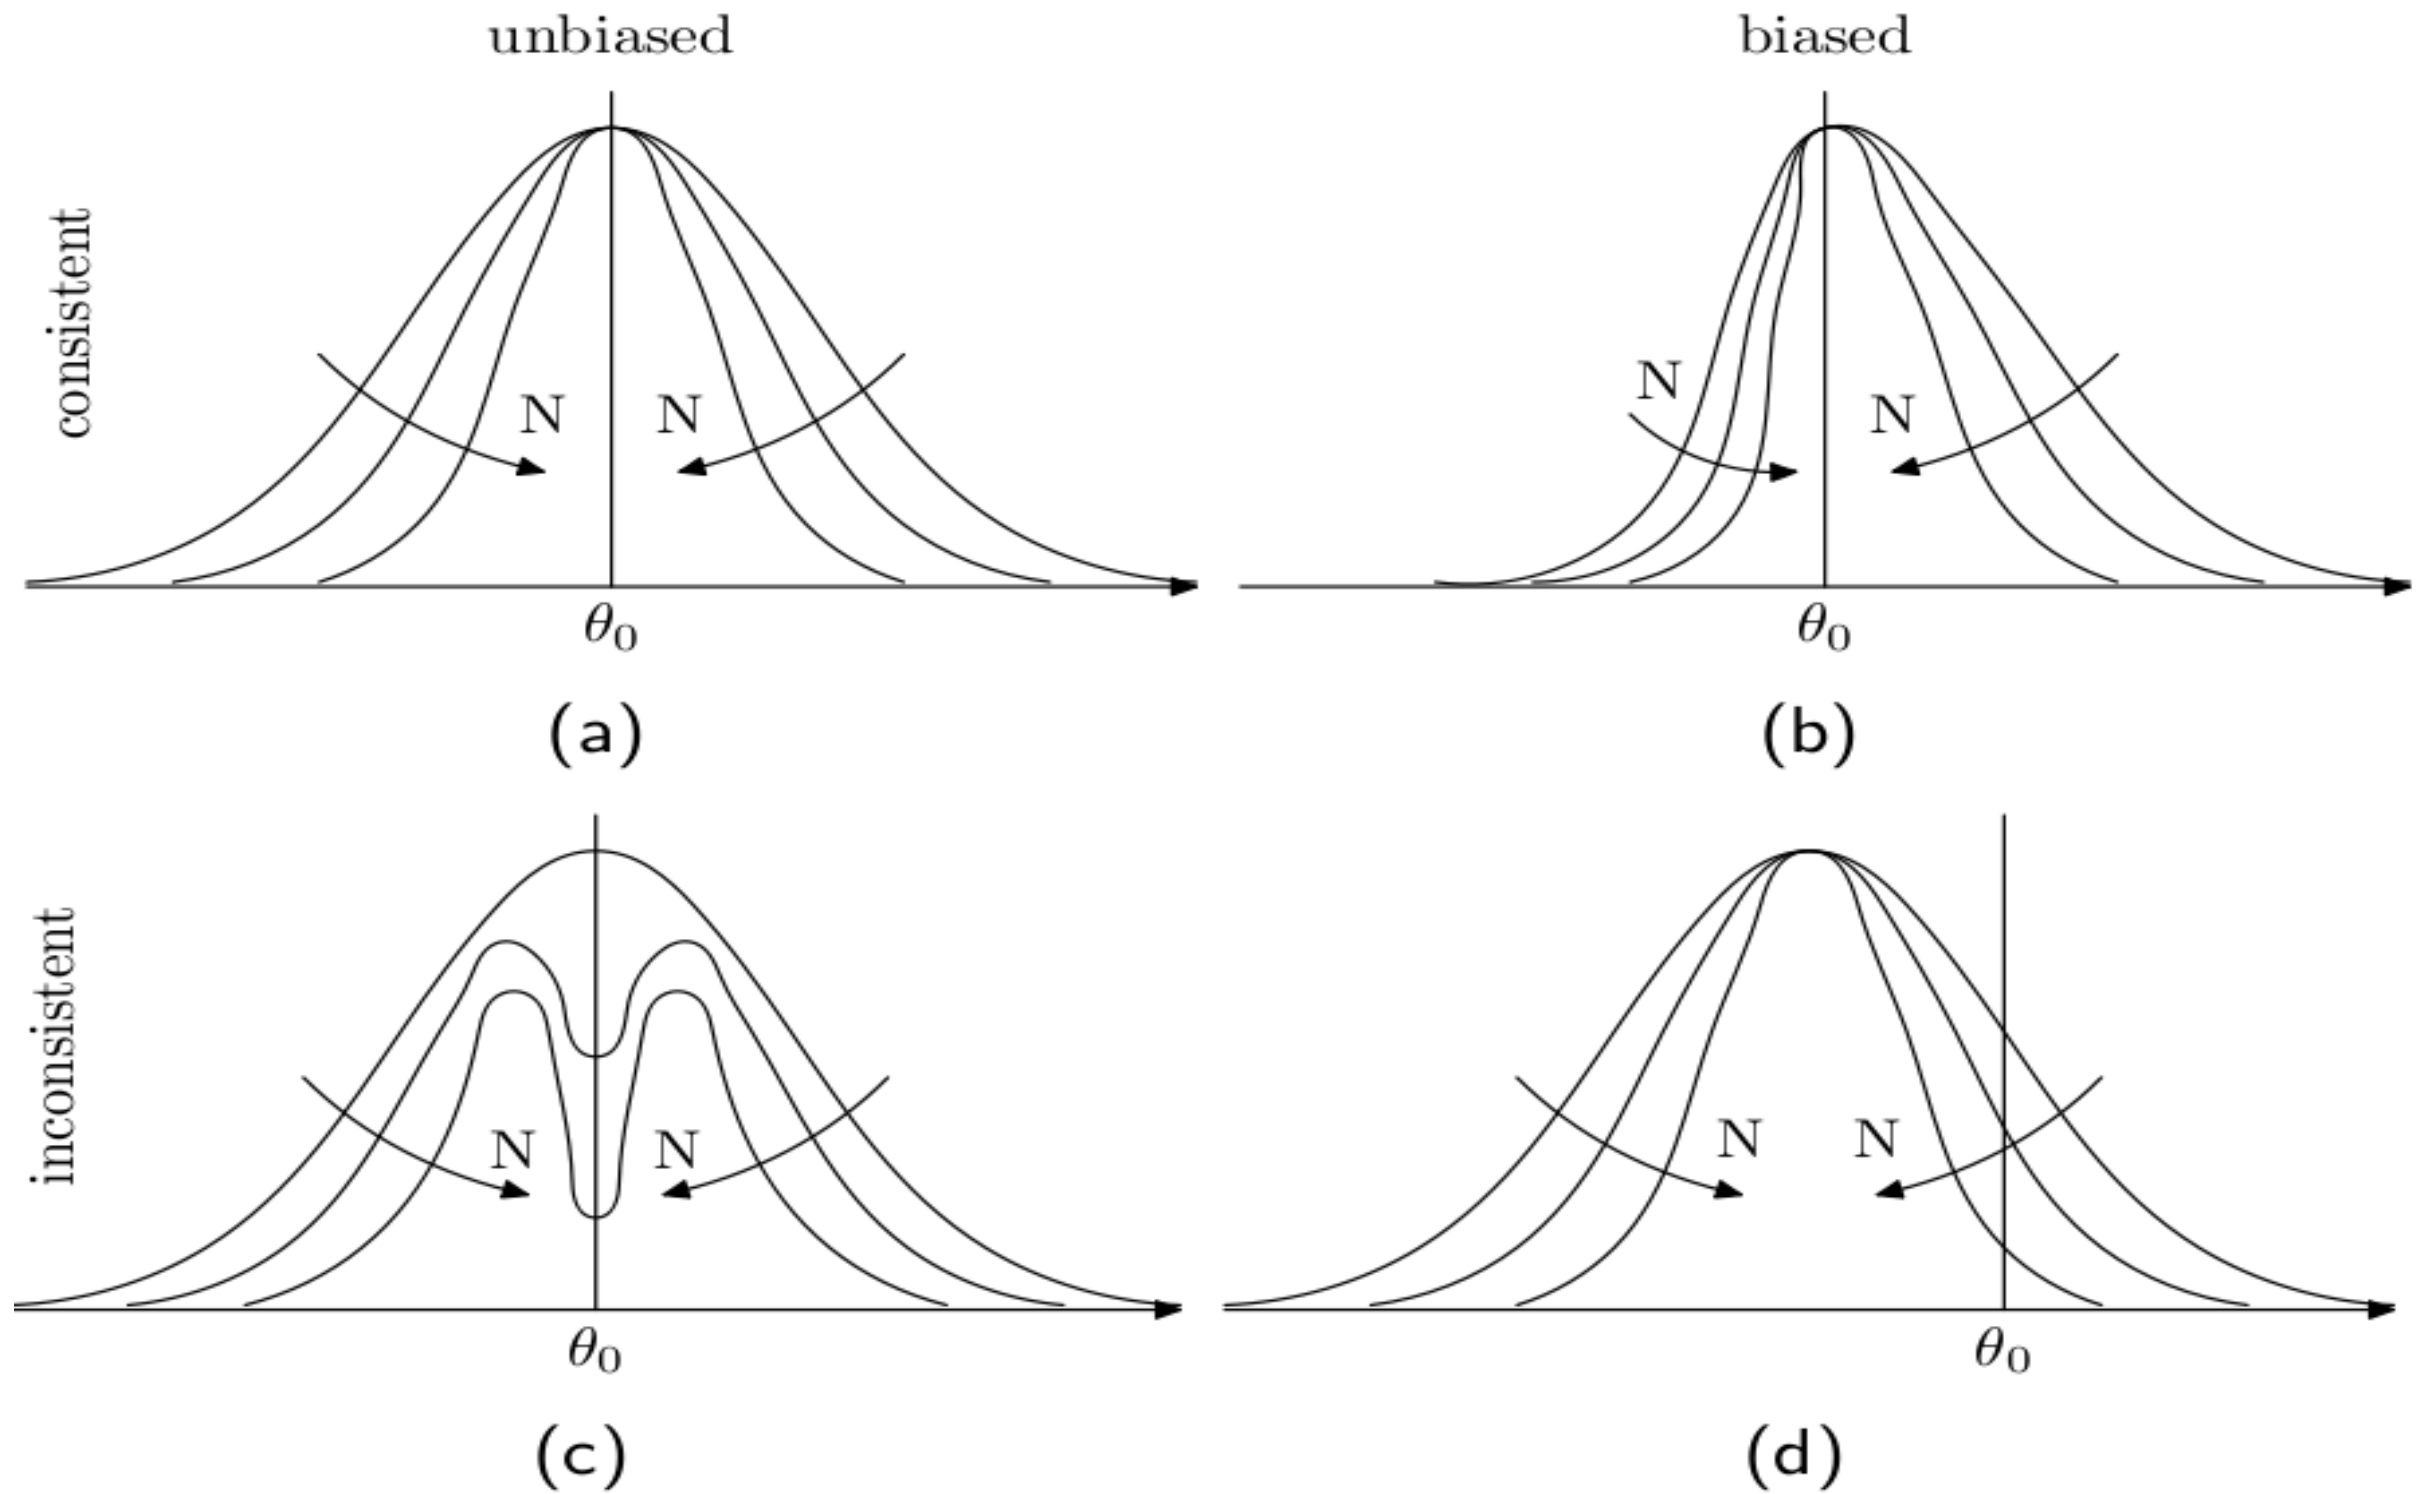 unbiased
biased
consistent
N
N
N
N
θ₀
θ₀
(a)
(b)
inconsistent
N
N
N
N
θ₀
θ₀
(c)
(d)